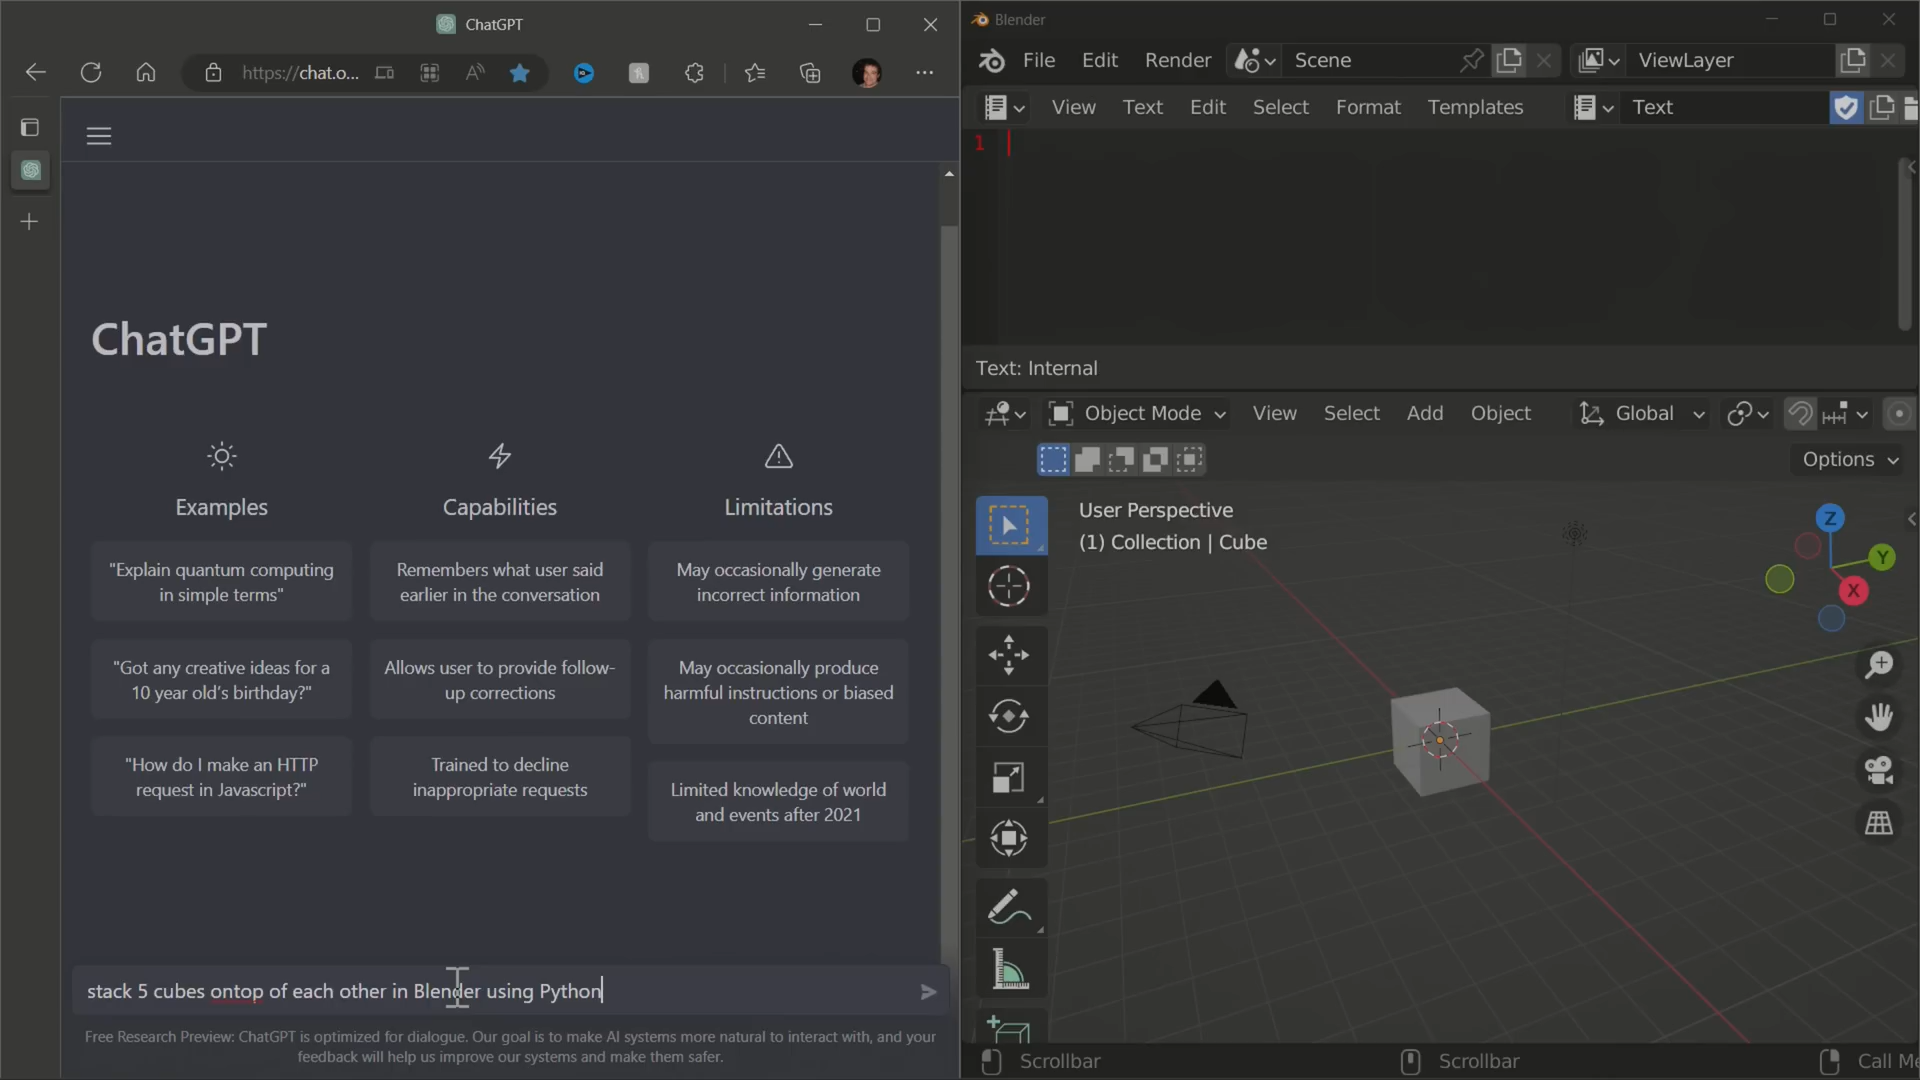 ChatGPT
https://chat.o...
ChatGPT
Examples
Capabilities
Limitations
"Explain quantum computing
in simple terms"
Remembers what user said
earlier in the conversation
May occasionally generate
incorrect information
"Got any creative ideas for a
10 year old's birthday?"
Allows user to provide follow-
up corrections
May occasionally produce
harmful instructions or biased
content
"How do I make an HTTP
request in Javascript?"
Trained to decline
inappropriate requests
Limited knowledge of world
and events after 2021
stack 5 cubes ontop of each other in Blender using Python
Free Research Preview: ChatGPT is optimized for dialogue. Our goal is to make AI systems more natural to interact with, and your
feedback will help us improve our systems and make them safer.
Blender
File Edit Render Scene ViewLayer
View Text Edit Select Format Templates Text
1
Text: Internal
Object Mode View Select Add Object Global
Options
User Perspective
(1) Collection | Cube
Z
Y
X
Scrollbar Scrollbar Call Me